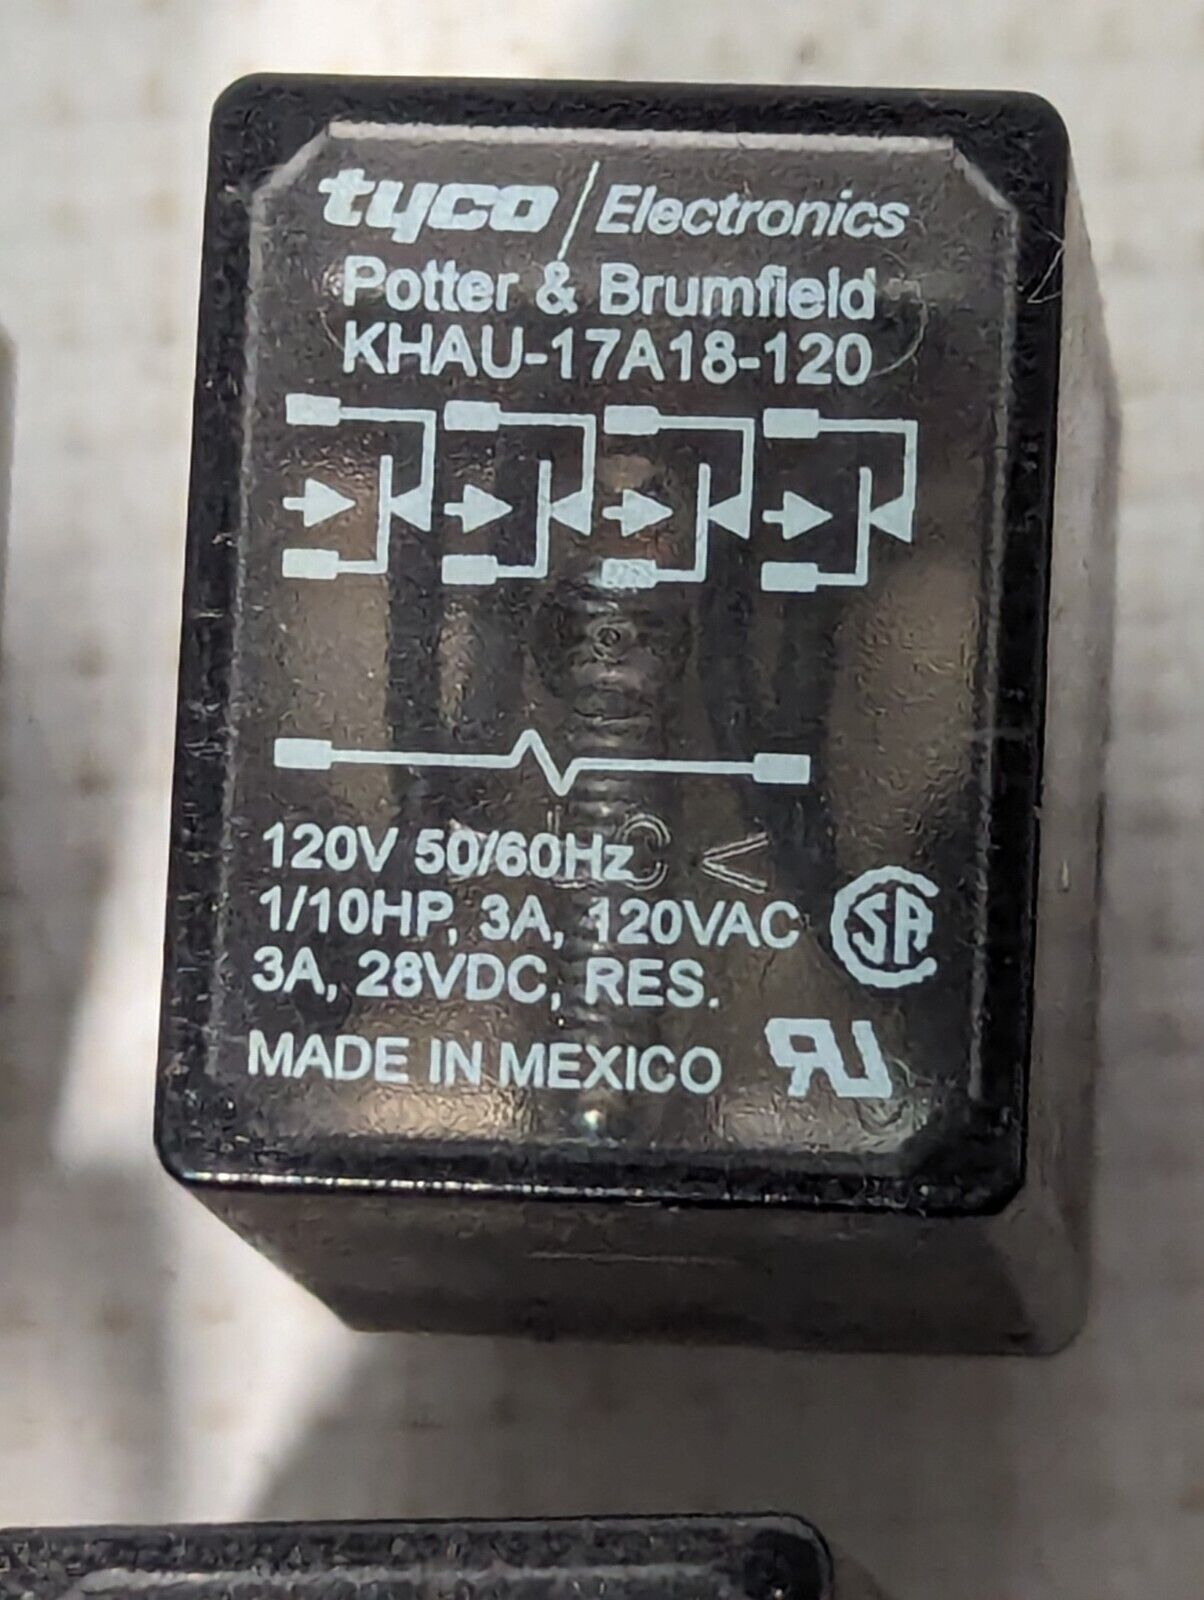 tyco / Electronics
Potter & Brumfield
KHAU-17A18-120
120V 50/60Hz
1/10HP, 3A, 120VAC
3A, 28VDC, RES.
MADE IN MEXICO